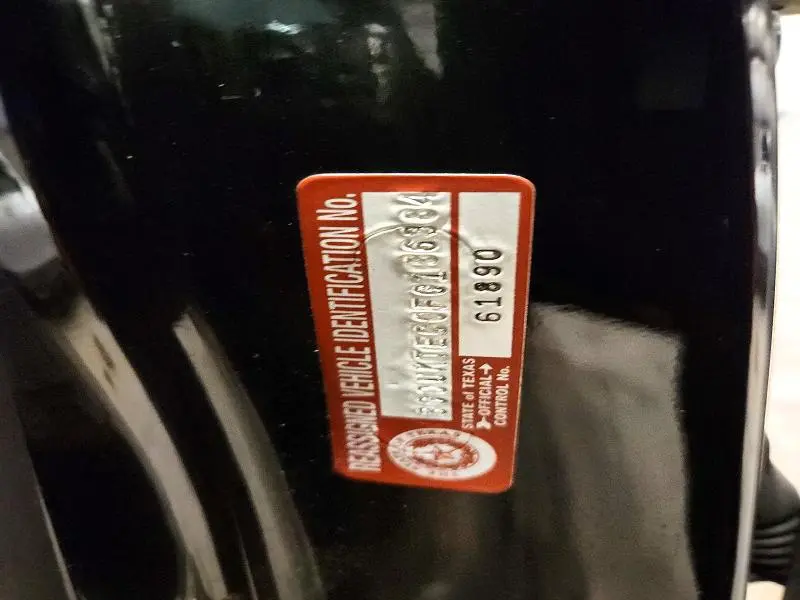 REASSIGNED VEHICLE IDENTIFICATION No.
STATE of TEXAS
OFFICIAL→
CONTROL No.
61890